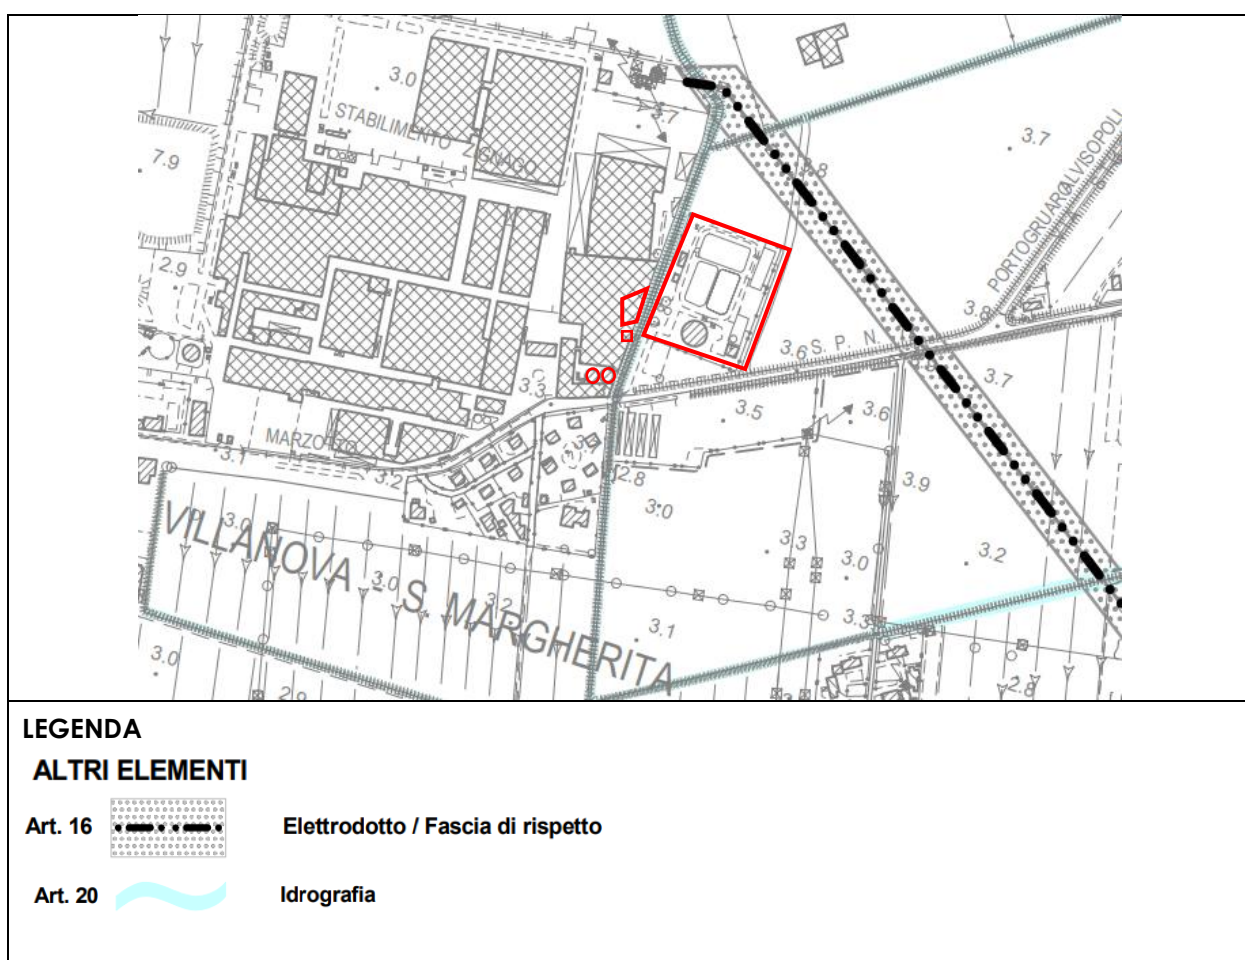 3.0
STABILIMENTO ZIGNAGO
3.7
3.7
7.9
3.8
PORTOGRUARO
ALVISOPOLI
2.9
3.8
3.6
S. P. N.
3.3
3.7
3.5
3.6
MARZOTTO
3.1
3.2
2.8
3.9
3.0
3.0
VILLANOVA - S. MARGHERITA
3.3
3.0
3.2
3.0
3.2
3.3
3.1
3.0
2.9
2.8
LEGENDA
ALTRI ELEMENTI
Art. 16 Elettrodotto / Fascia di rispetto
Art. 20 Idrografia